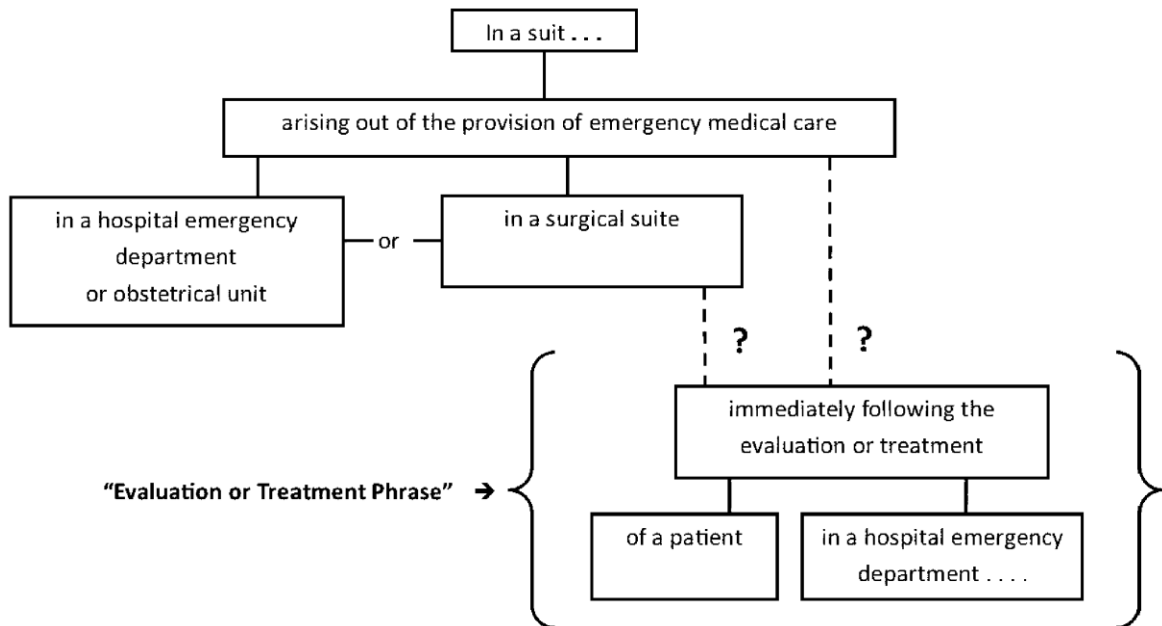 In a suit . . .
arising out of the provision of emergency medical care
in a hospital emergency
department
or obstetrical unit
or
in a surgical suite
?
?
immediately following the
evaluation or treatment
“Evaluation or Treatment Phrase” →
of a patient
in a hospital emergency
department . . . .